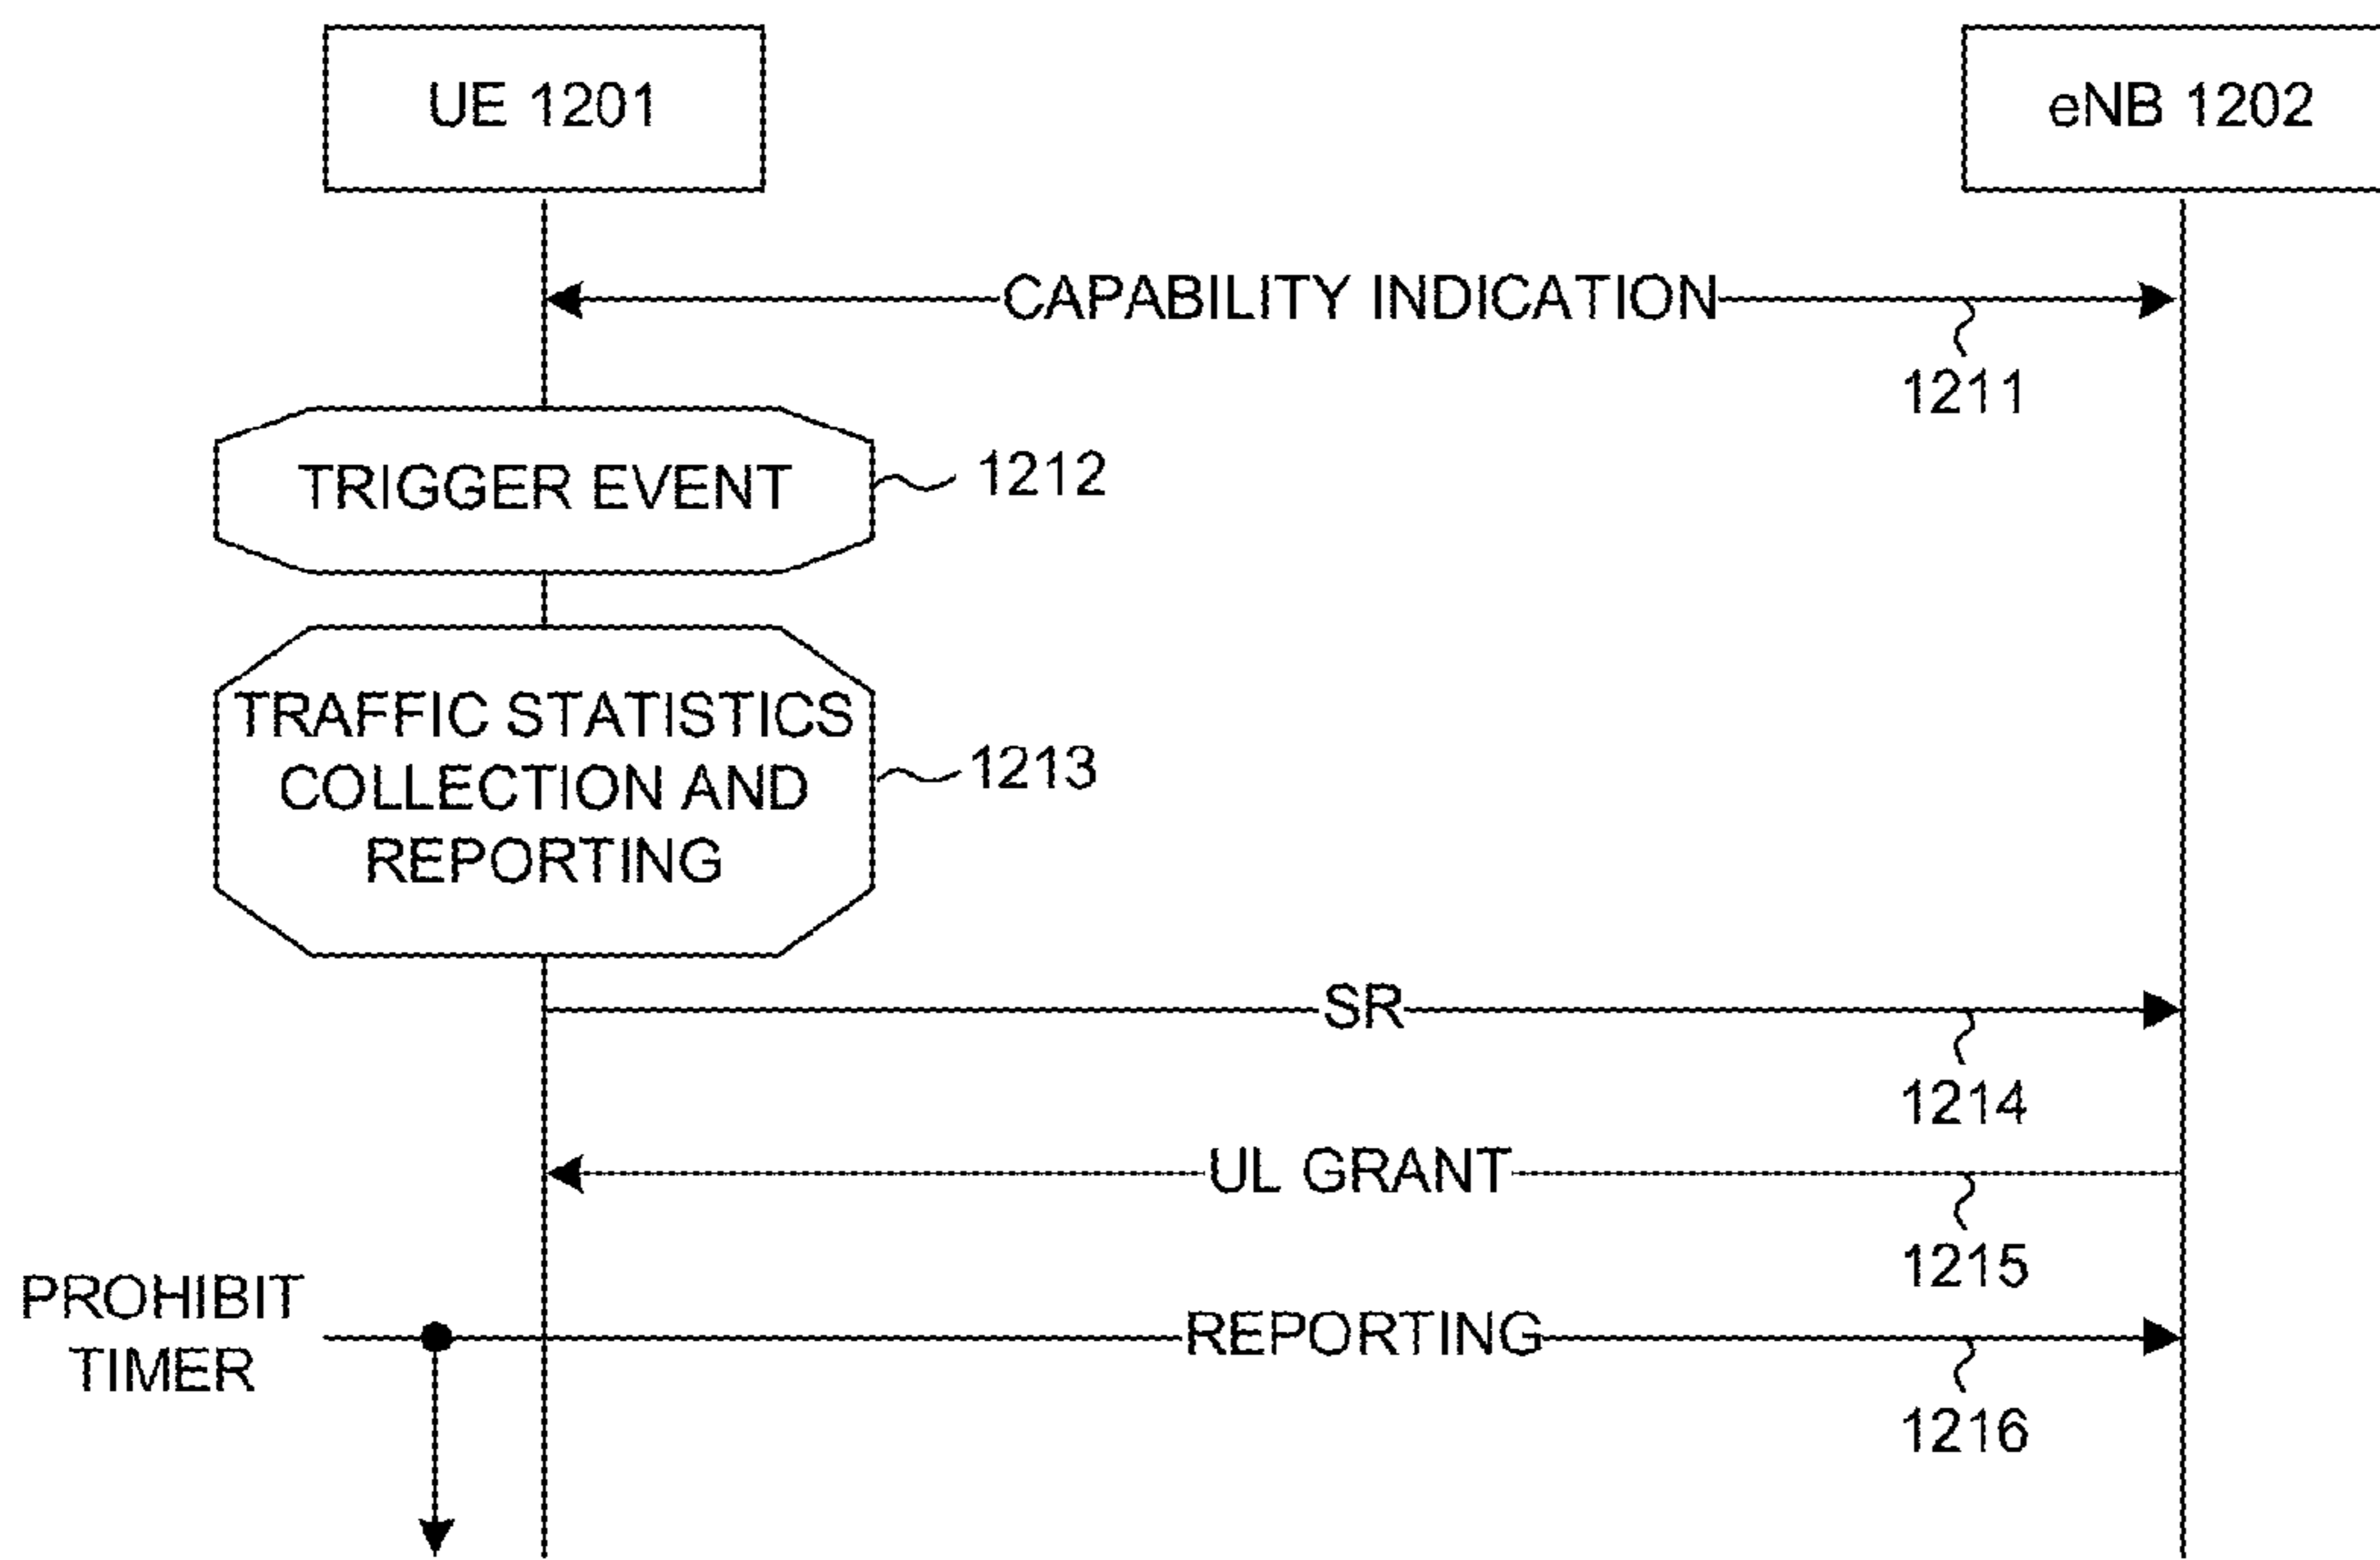 UE 1201
eNB 1202
CAPABILITY INDICATION
1211
TRIGGER EVENT
1212
TRAFFIC STATISTICS
COLLECTION AND
REPORTING
1213
SR
1214
UL GRANT
1215
PROHIBIT
TIMER
REPORTING
1216